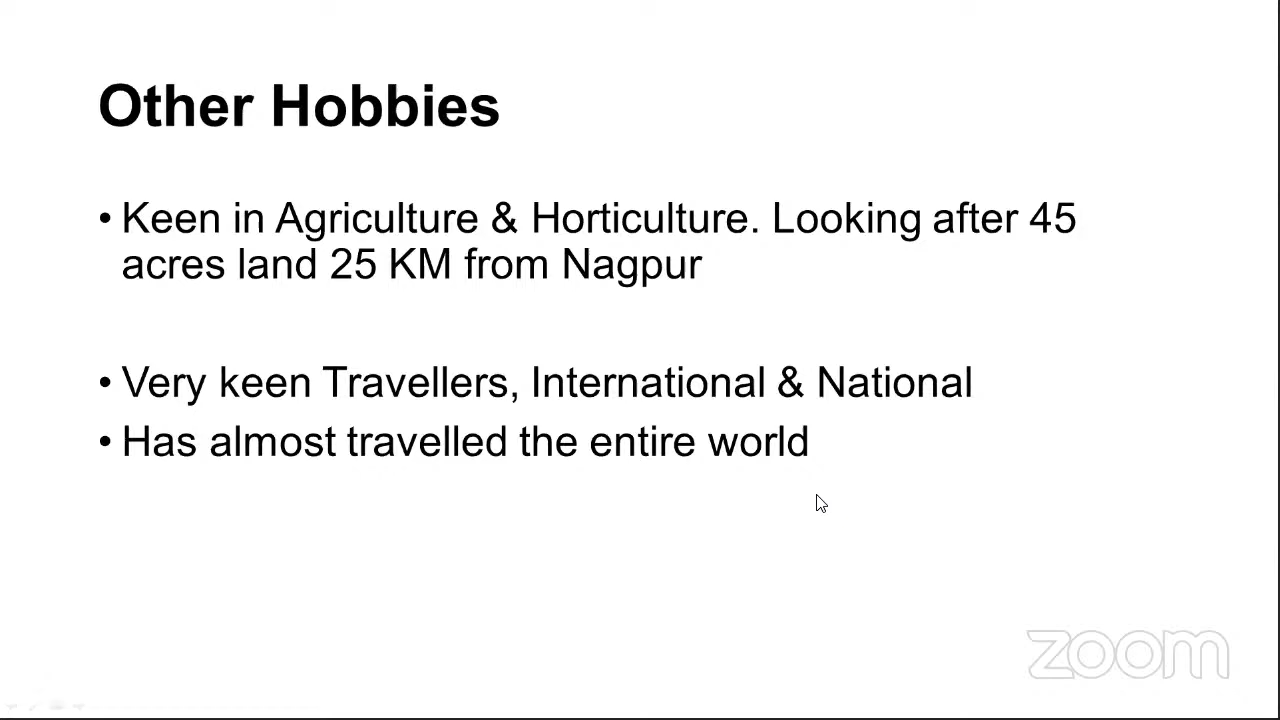 Other Hobbies
• Keen in Agriculture & Horticulture. Looking after 45
acres land 25 KM from Nagpur
• Very keen Travellers, International & National
• Has almost travelled the entire world
zoom